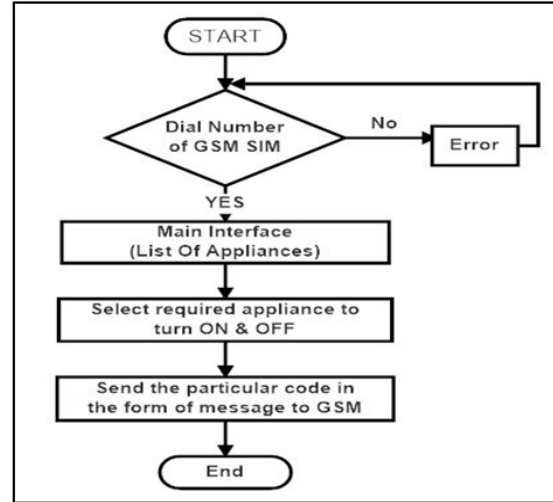 START
Dial Number
of GSM SIM
No
Error
YES
Main Interface
(List Of Appliances)
Select required appliance to
turn ON & OFF
Send the particular code in
the form of message to GSM
End